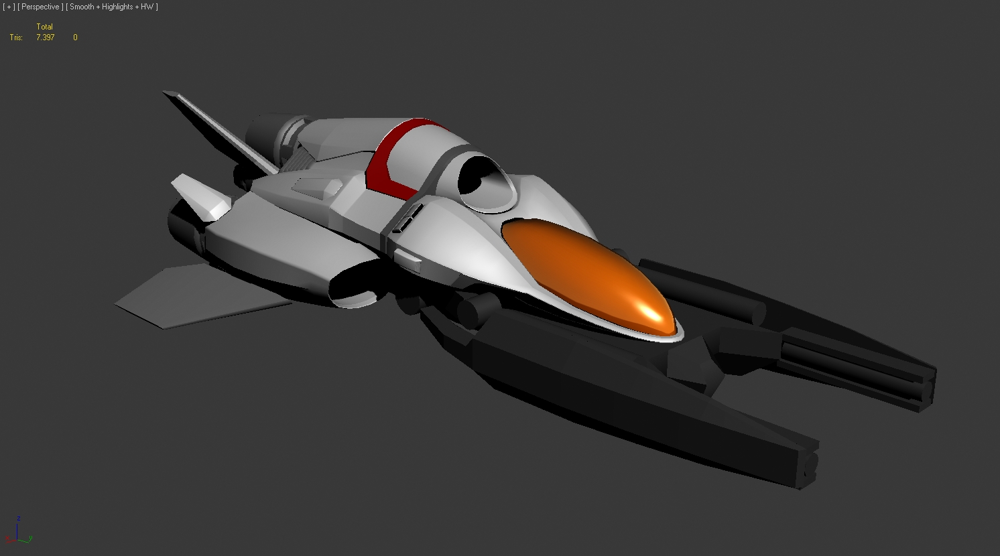 [ + ] [ Perspective ] [ Smooth + Highlights + HW ]
Total
Tris: 7.397 0
z
x y